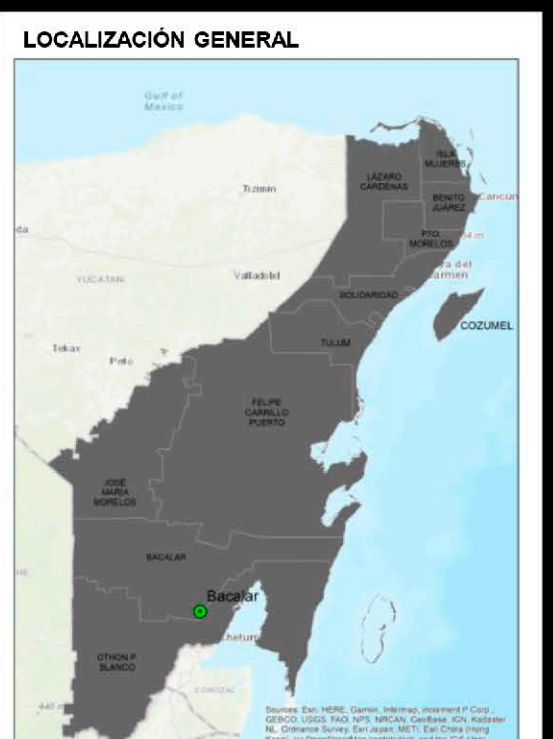 LOCALIZACIÓN GENERAL
Gulf of
Mexico
ISLA
MUJERES
LÁZARO
CÁRDENAS
Tizimín
BENITO
JUÁREZ
Cancún
PTO.
MORELOS
Valladolid
YUCATÁN
SOLIDARIDAD
COZUMEL
TULUM
Tekax
Peto
FELIPE
CARRILLO
PUERTO
JOSÉ
MARÍA
MORELOS
BACALAR
Bacalar
Chetum
OTHÓN P.
BLANCO
COROZAL
Sources: Esri, HERE, Garmin, Intermap, increment P Corp.,
GEBCO, USGS, FAO, NPS, NRCAN, GeoBase, IGN, Kadaster
NL, Ordnance Survey, Esri Japan, METI, Esri China (Hong